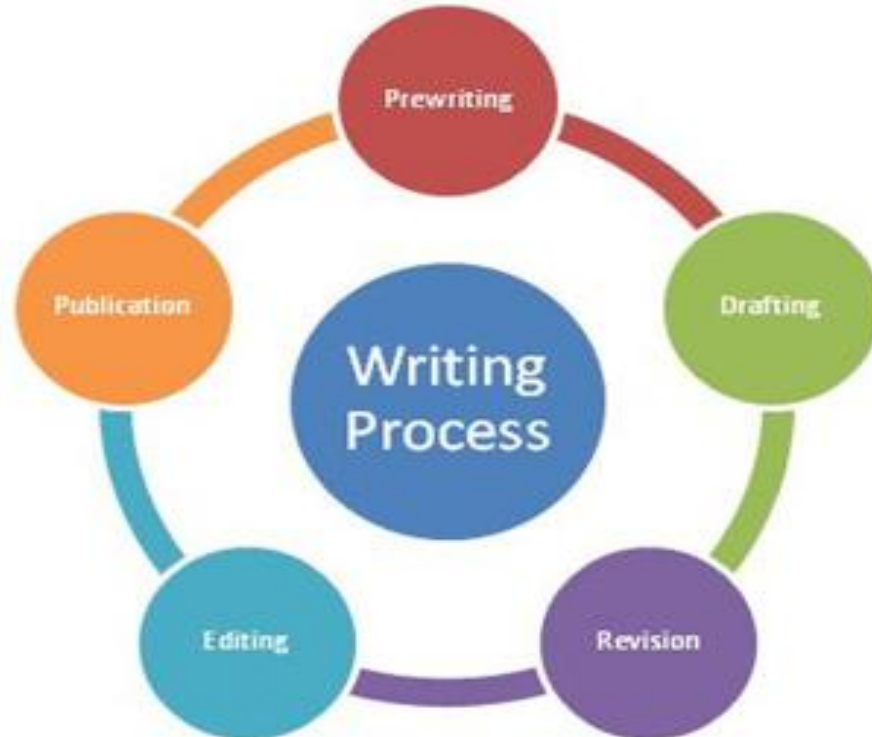 Prewriting
Drafting
Revision
Editing
Publication
Writing
Process